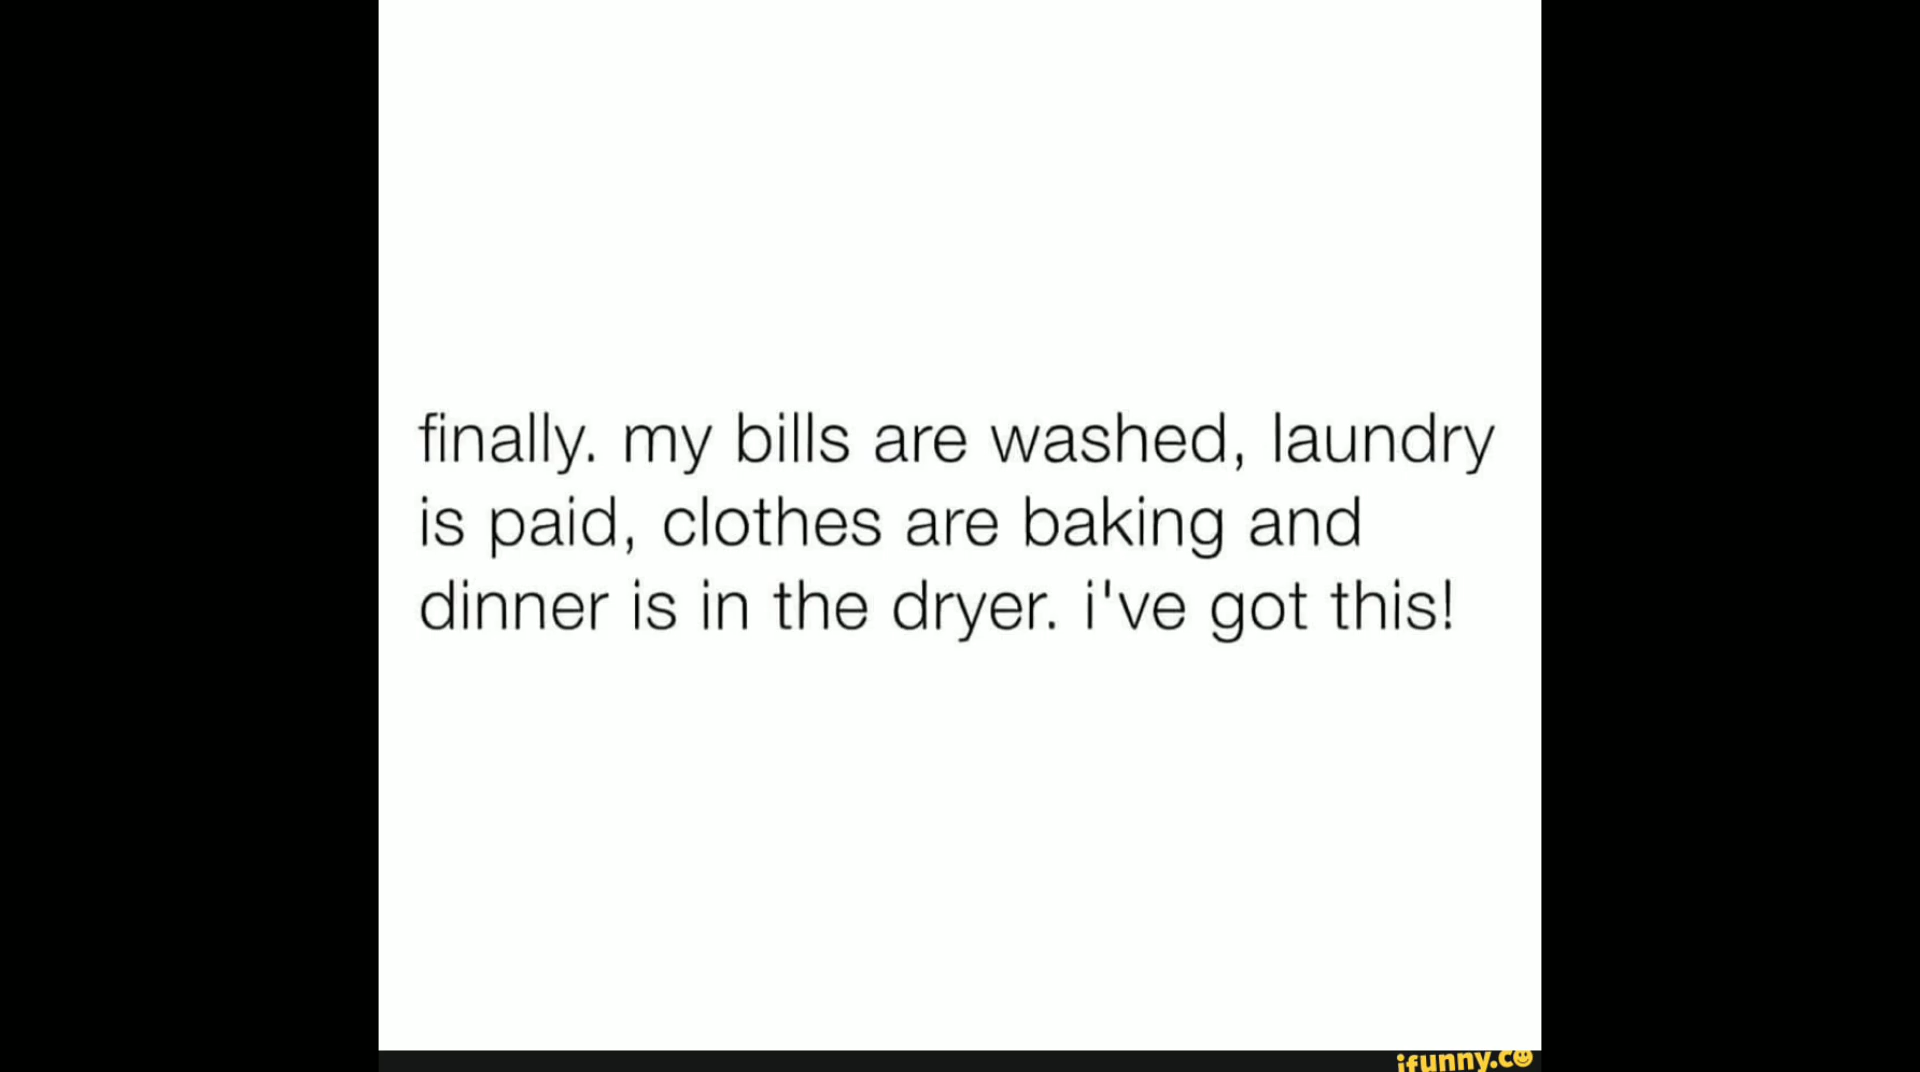 finally. my bills are washed, laundry
is paid, clothes are baking and
dinner is in the dryer. i've got this!
ifunny.co